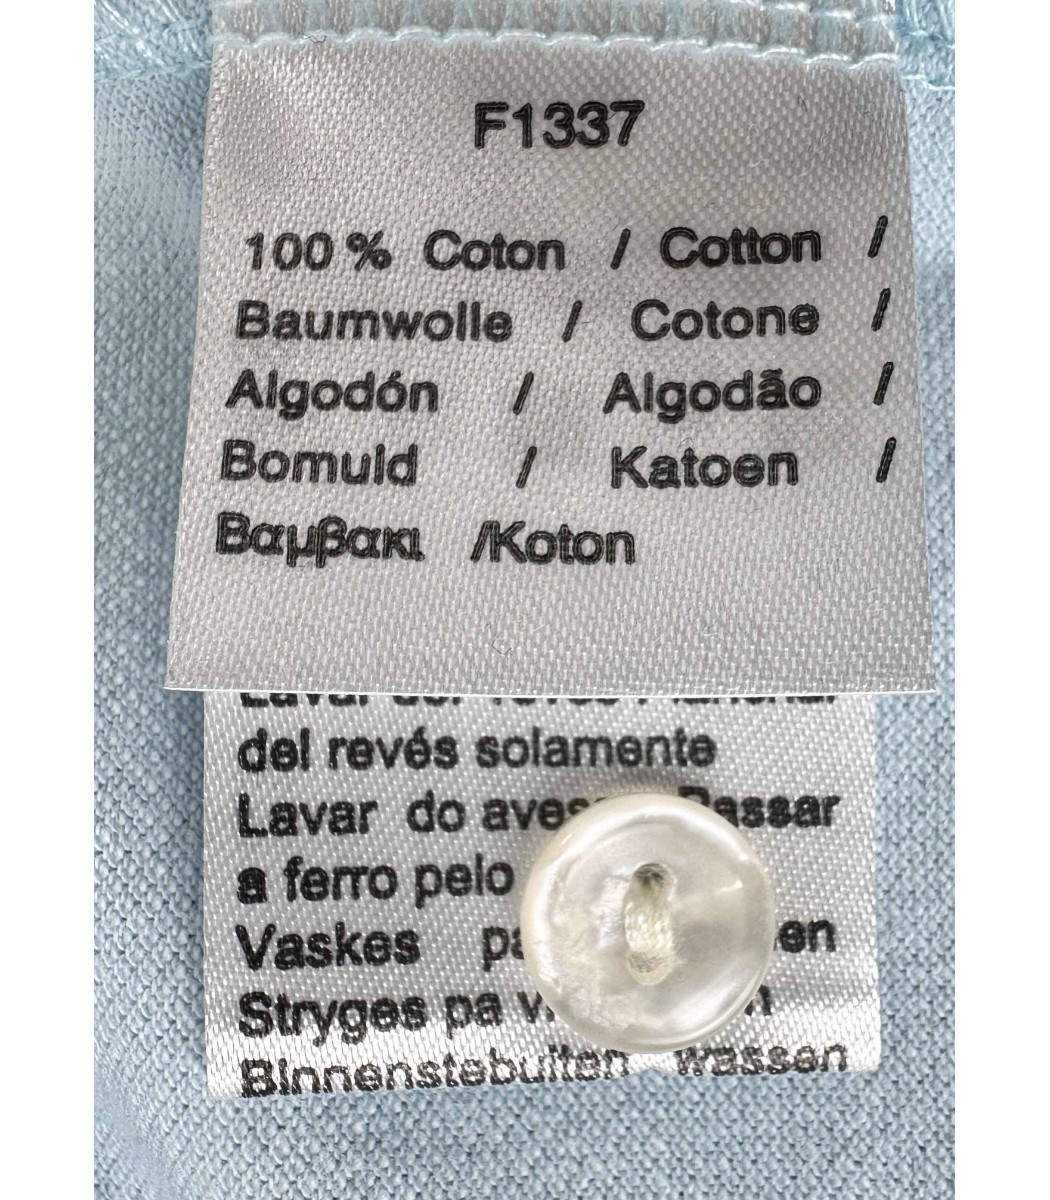 F1337
100 % Coton / Cotton /
Baumwolle / Cotone /
Algodón / Algodão /
Bomuld / Katoen /
Βαμβακι /Koton
del revés solamente
Lavar do Passar
a ferro pelo
Vaskes
Stryges pa
Binnenstebuiten wassen